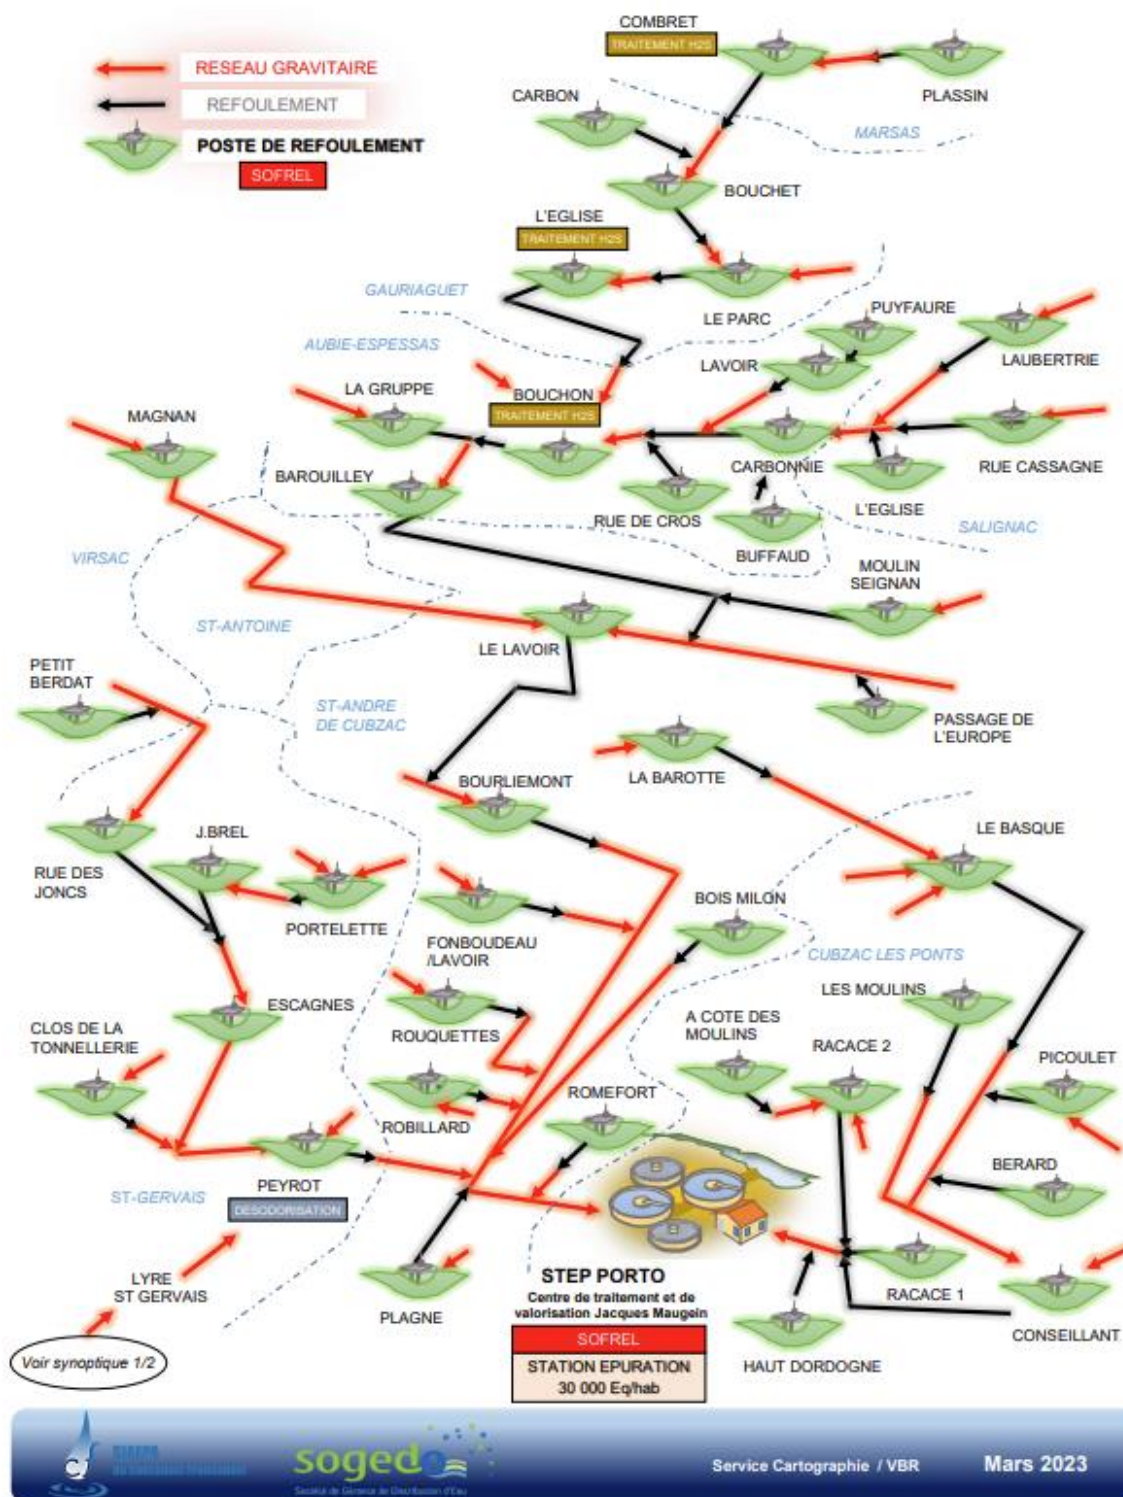 COMBRET
TRAITEMENT H2S
RESEAU GRAVITAIRE
REFOULEMENT
POSTE DE REFOULEMENT
SOFREL
CARBON
PLASSIN
MARSAS
BOUCHET
L'EGLISE
TRAITEMENT H2S
GAURIAGUET
LE PARC
PUYFAURE
AUBIE-ESPESSAS
LAVOIR
LAUBERTRIE
LA GRUPPE
BOUCHON
TRAITEMENT H2S
MAGNAN
BAROUILLEY
CARBONNIE
RUE CASSAGNE
RUE DE CROS
L'EGLISE
BUFFAUD
SALIGNAC
VIRSAC
MOULIN
SEIGNAN
ST-ANTOINE
LE LAVOIR
PETIT
BERDAT
ST-ANDRE
DE CUBZAC
PASSAGE DE
L'EUROPE
BOURLIEMONT
LA BAROTTE
J.BREL
LE BASQUE
RUE DES
JONCS
PORTELETTE
BOIS MILON
FONBOUDEAU
/LAVOIR
CUBZAC LES PONTS
ESCAGNES
LES MOULINS
CLOS DE LA
TONNELLERIE
ROUQUETTES
A COTE DES
MOULINS
RACACE 2
PICOULET
ROBILLARD
ROMEFORT
BERARD
PEYROT
DESODORISATION
ST-GERVAIS
LYRE
ST GERVAIS
PLAGNE
STEP PORTO
Centre de traitement et de
valorisation Jacques Maugein
SOFREL
STATION EPURATION
30 000 Eq/hab
RACACE 1
CONSEILLANT
HAUT DORDOGNE
Voir synoptique 1/2
sogedo
Société de Gérance de Distribution d'Eau
Service Cartographie / VBR
Mars 2023